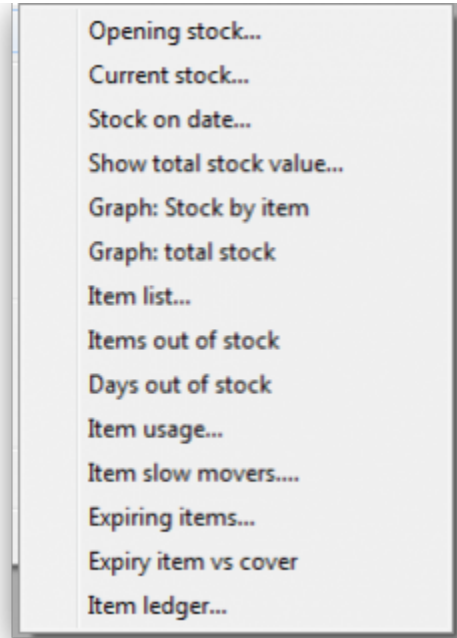 Opening stock...
Current stock...
Stock on date...
Show total stock value...
Graph: Stock by item
Graph: total stock
Item list...
Items out of stock
Days out of stock
Item usage...
Item slow movers....
Expiring items...
Expiry item vs cover
Item ledger...